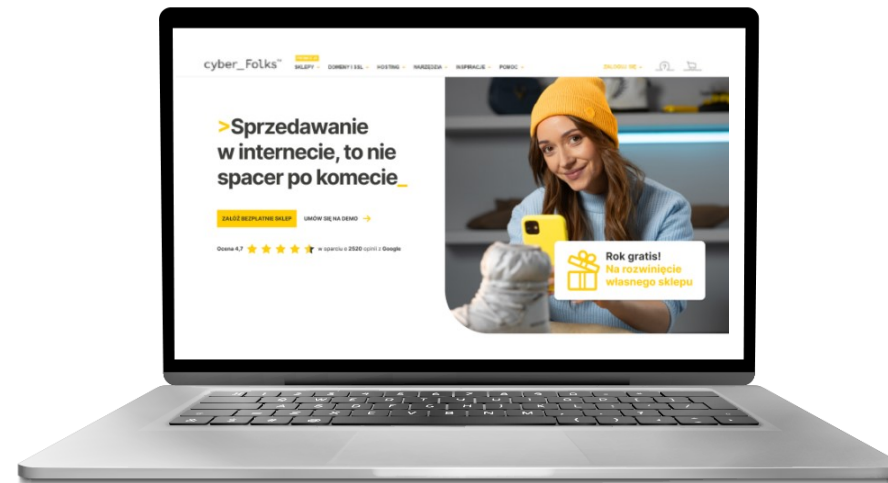 cyber_Folks™
SKLEPY DOMENY I SSL HOSTING NARZĘDZIA INSPIRACJE POMOC ZALOGUJ SIĘ
>Sprzedawanie
w internecie, to nie
spacer po komecie_
ZAŁÓŻ BEZPŁATNIE SKLEP UMÓW SIĘ NA DEMO →
Ocena 4,7 w oparciu o 2520 opinii z Google
Rok gratis!
Na rozwinięcie
własnego sklepu